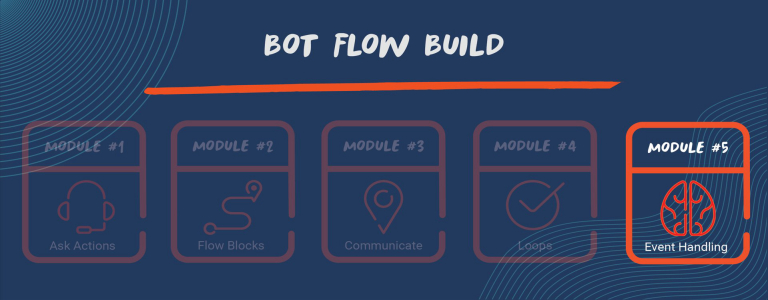 BOT FLOW BUILD
MODULE #1
MODULE #2
MODULE #3
MODULE #4
MODULE #5
Ask Actions
Flow Blocks
Communicate
Loops
Event Handling